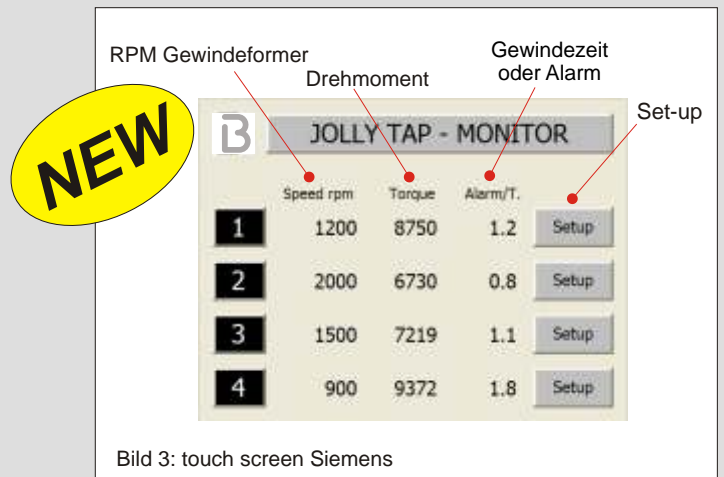 RPM Gewindeformer
Drehmoment
Gewindezeit
oder Alarm
Set-up
NEW
B
JOLLY TAP - MONITOR
Speed rpm Torque Alarm/T.
1 1200 8750 1.2 Setup
2 2000 6730 0.8 Setup
3 1500 7219 1.1 Setup
4 900 9372 1.8 Setup
Bild 3: touch screen Siemens